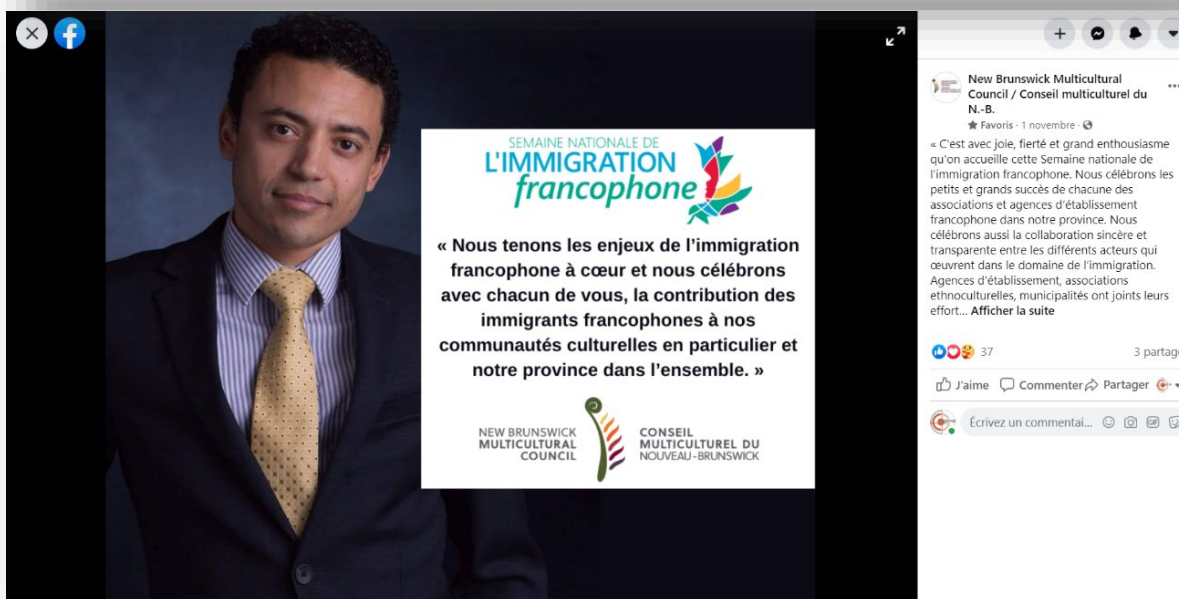 SEMAINE NATIONALE DE
L'IMMIGRATION
francophone
« Nous tenons les enjeux de l'immigration
francophone à cœur et nous célébrons
avec chacun de vous, la contribution des
immigrants francophones à nos
communautés culturelles en particulier et
notre province dans l'ensemble. »
NEW BRUNSWICK
MULTICULTURAL
COUNCIL
CONSEIL
MULTICULTUREL DU
NOUVEAU-BRUNSWICK
New Brunswick Multicultural
Council / Conseil multiculturel du
N.-B.
Favoris · 1 novembre ·
« C'est avec joie, fierté et grand enthousiasme
qu'on accueille cette Semaine nationale de
l'immigration francophone. Nous célébrons les
petits et grands succès de chacune des
associations et agences d'établissement
francophone dans notre province. Nous
célébrons aussi la collaboration sincère et
transparente entre les différents acteurs qui
œuvrent dans le domaine de l'immigration.
Agences d'établissement, associations
ethnoculturelles, municipalités ont joints leurs
effort... Afficher la suite
37
3 partag
J'aime Commenter Partager
Écrivez un commentai...
GIF